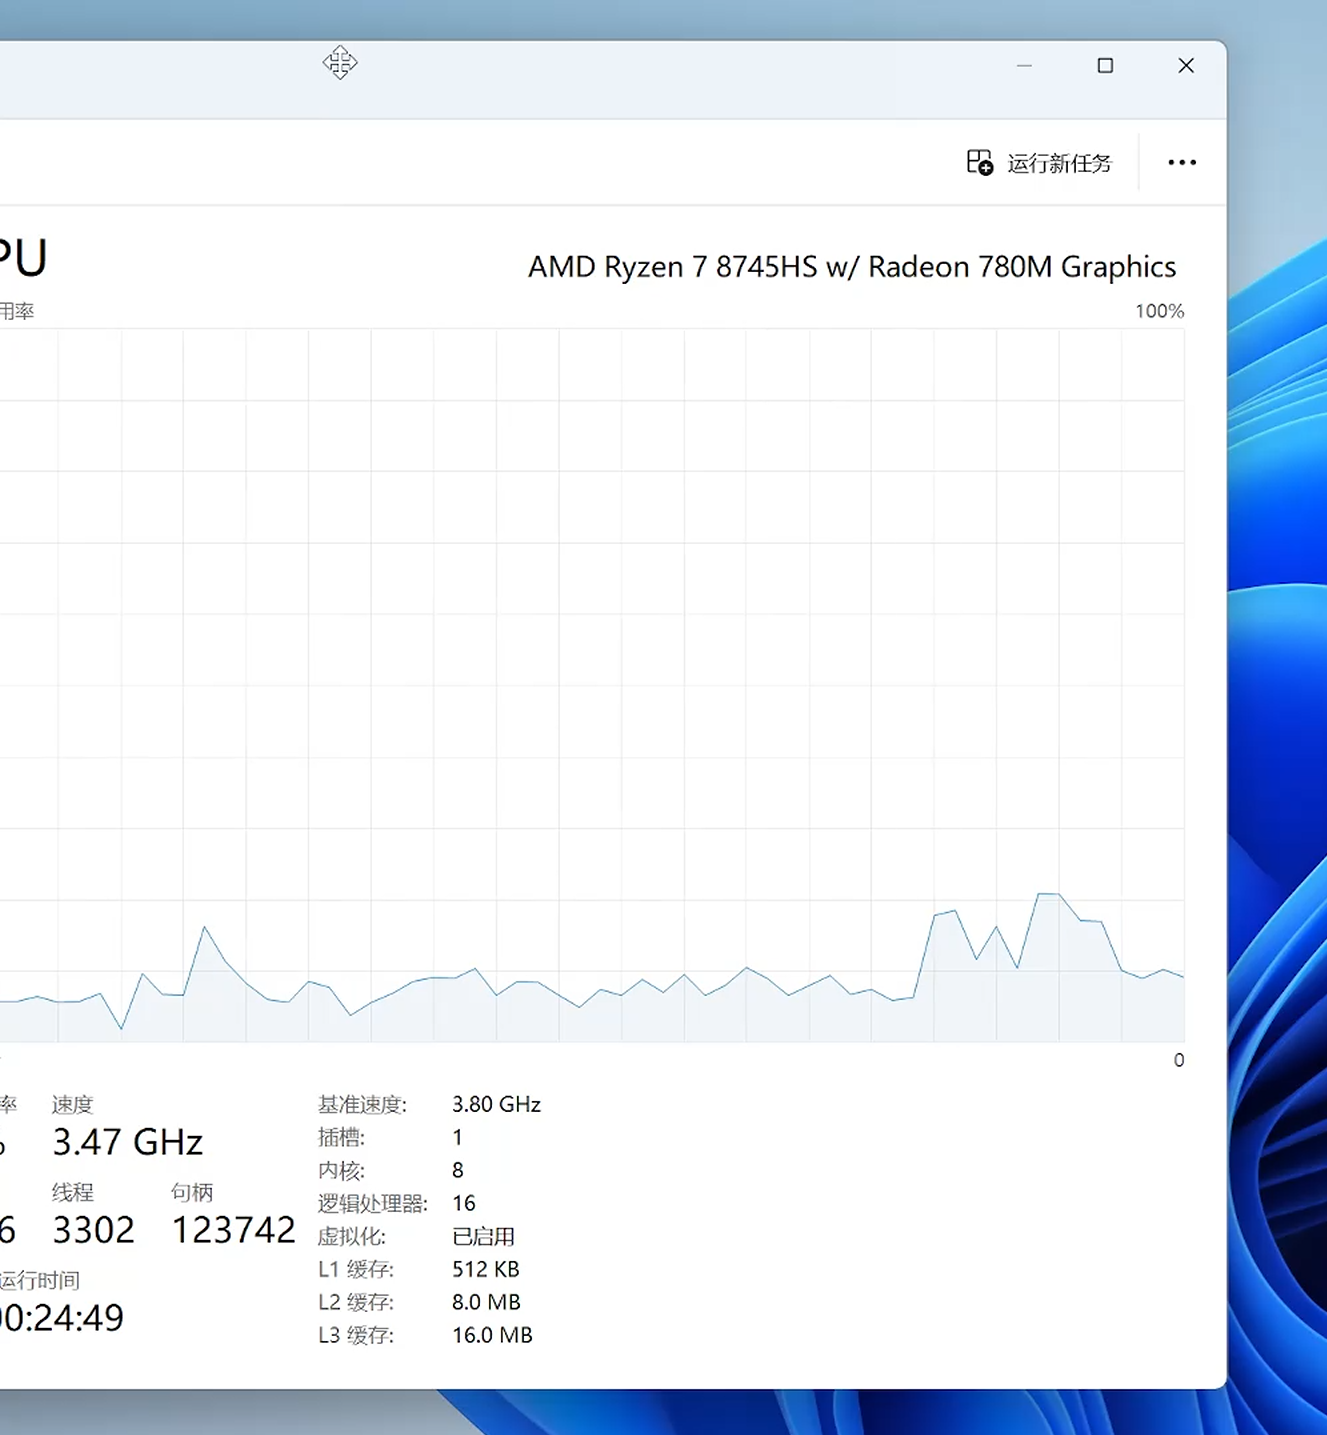 运行新任务
PU
AMD Ryzen 7 8745HS w/ Radeon 780M Graphics
用率
100%
0
率
速度
基准速度: 3.80 GHz
%
3.47 GHz
插槽: 1
内核: 8
线程
句柄
逻辑处理器: 16
6
3302
123742
虚拟化: 已启用
运行时间
L1 缓存: 512 KB
0:24:49
L2 缓存: 8.0 MB
L3 缓存: 16.0 MB